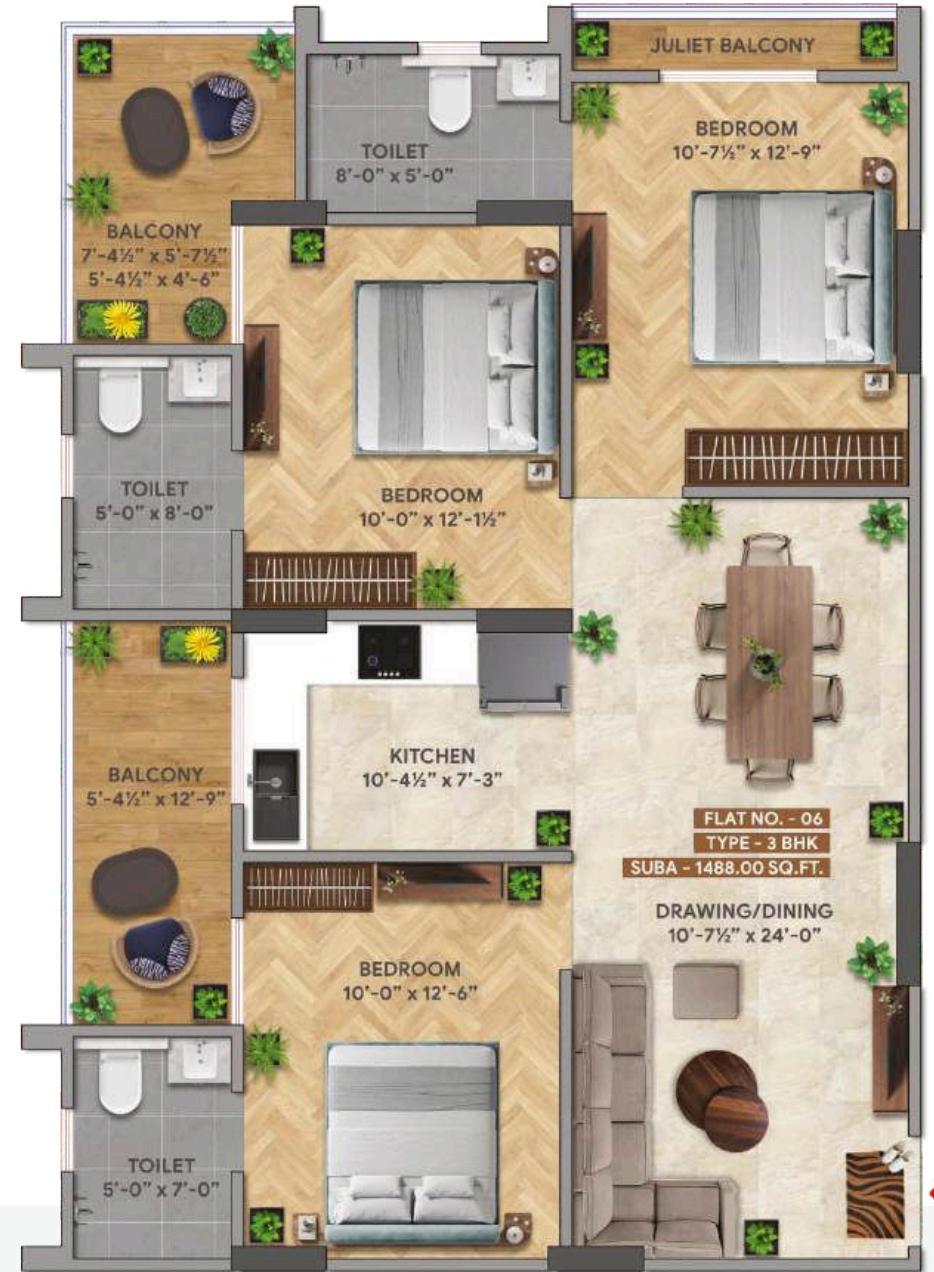 JULIET BALCONY
BEDROOM
10’-7½” x 12’-9”
TOILET
8’-0” x 5’-0”
BALCONY
7’-4½” x 5’-7½”
5’-4½” x 4’-6”
TOILET
5’-0” x 8’-0”
BEDROOM
10’-0” x 12’-1½”
KITCHEN
10’-4½” x 7’-3”
BALCONY
5’-4½” x 12’-9”
FLAT NO. - 06
TYPE - 3 BHK
SUBA - 1488.00 SQ.FT.
DRAWING/DINING
10’-7½” x 24’-0”
BEDROOM
10’-0” x 12’-6”
TOILET
5’-0” x 7’-0”